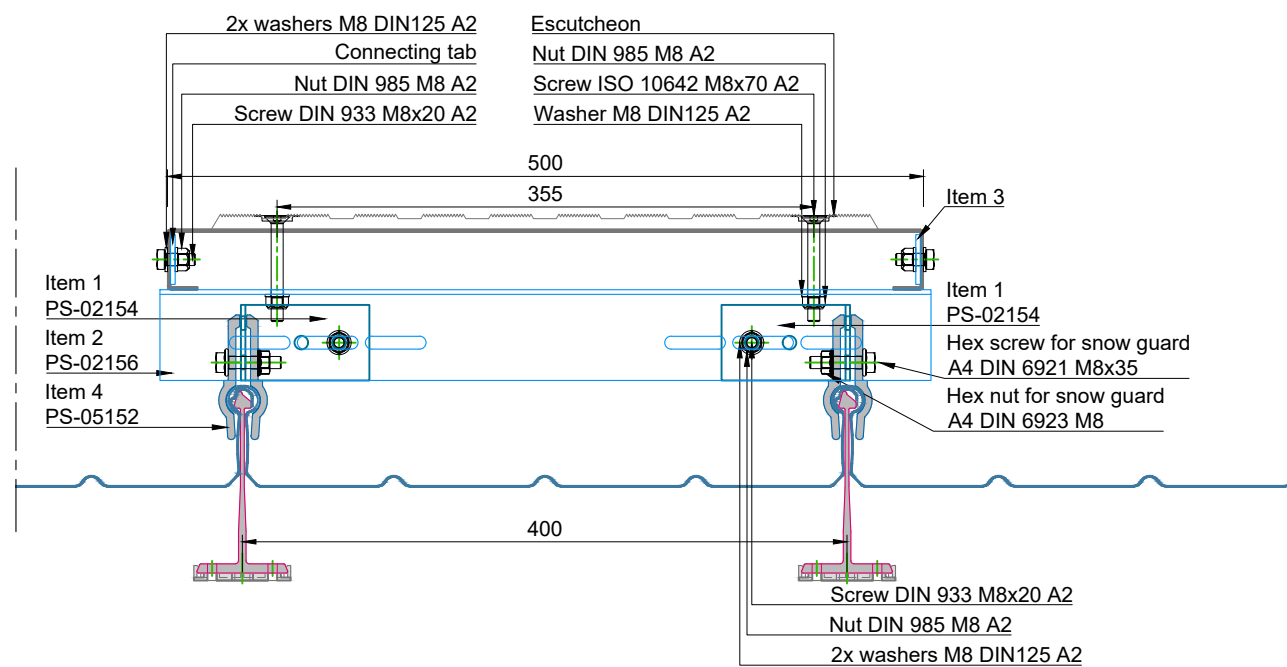 2x washers M8 DIN125 A2
Connecting tab
Nut DIN 985 M8 A2
Screw DIN 933 M8x20 A2
Escutcheon
Nut DIN 985 M8 A2
Screw ISO 10642 M8x70 A2
Washer M8 DIN125 A2
500
355
Item 3
Item 1
PS-02154
Item 2
PS-02156
Item 4
PS-05152
Item 1
PS-02154
Hex screw for snow guard
A4 DIN 6921 M8x35
Hex nut for snow guard
A4 DIN 6923 M8
400
Screw DIN 933 M8x20 A2
Nut DIN 985 M8 A2
2x washers M8 DIN125 A2